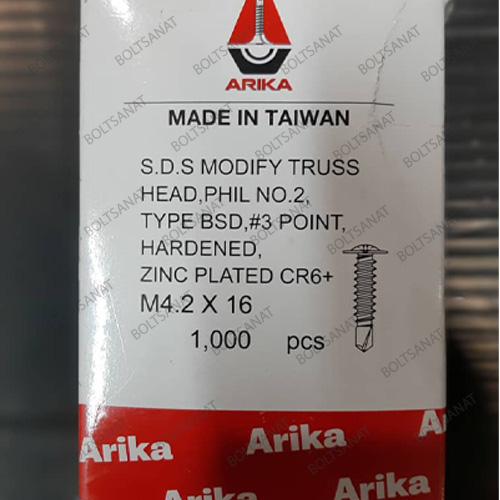 ARIKA
MADE IN TAIWAN
S.D.S MODIFY TRUSS
HEAD,PHIL NO.2,
TYPE BSD,#3 POINT,
HARDENED,
ZINC PLATED CR6+
M4.2 X 16
1,000 pcs
Arika Arika
Arika Arika
BOLTSANAT